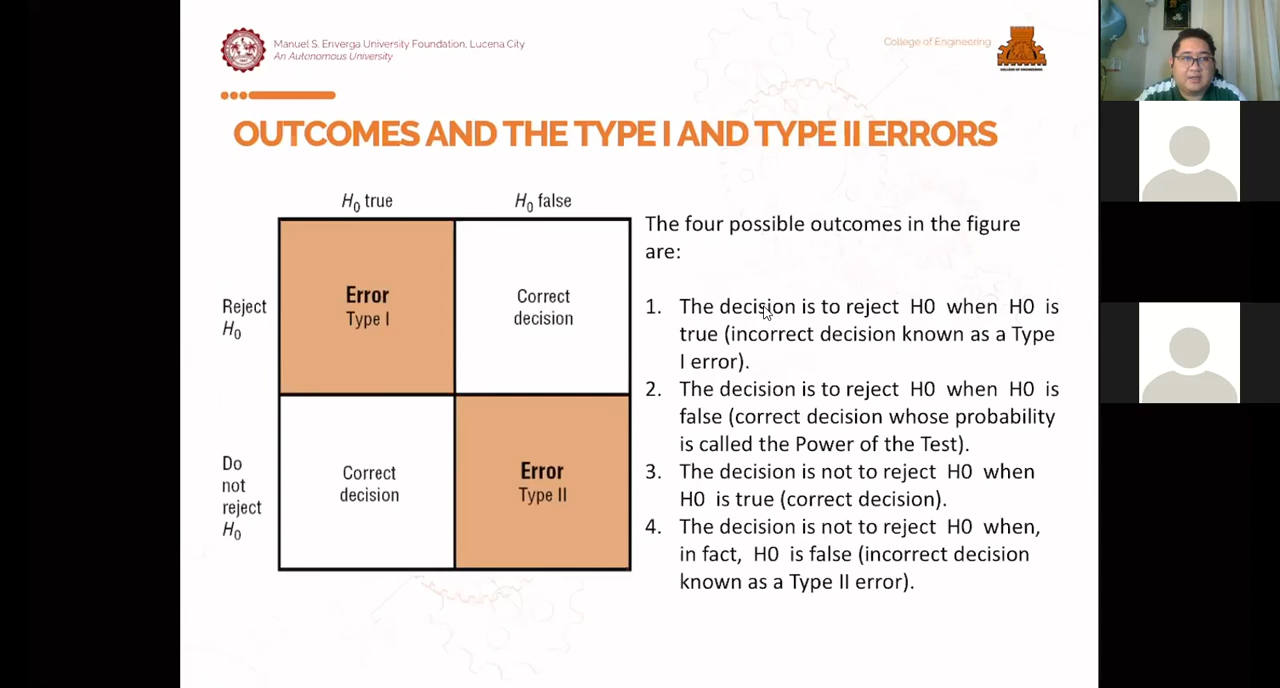 Manuel S. Enverga University Foundation, Lucena City
An Autonomous University
College of Engineering
COLLEGE OF ENGINEERING
OUTCOMES AND THE TYPE I AND TYPE II ERRORS
H0 true
H0 false
Reject
H0
Error
Type I
Correct
decision
Do
not
reject
H0
Correct
decision
Error
Type II
The four possible outcomes in the figure
are:
1. The decision is to reject H0 when H0 is
true (incorrect decision known as a Type
I error).
2. The decision is to reject H0 when H0 is
false (correct decision whose probability
is called the Power of the Test).
3. The decision is not to reject H0 when
H0 is true (correct decision).
4. The decision is not to reject H0 when,
in fact, H0 is false (incorrect decision
known as a Type II error).